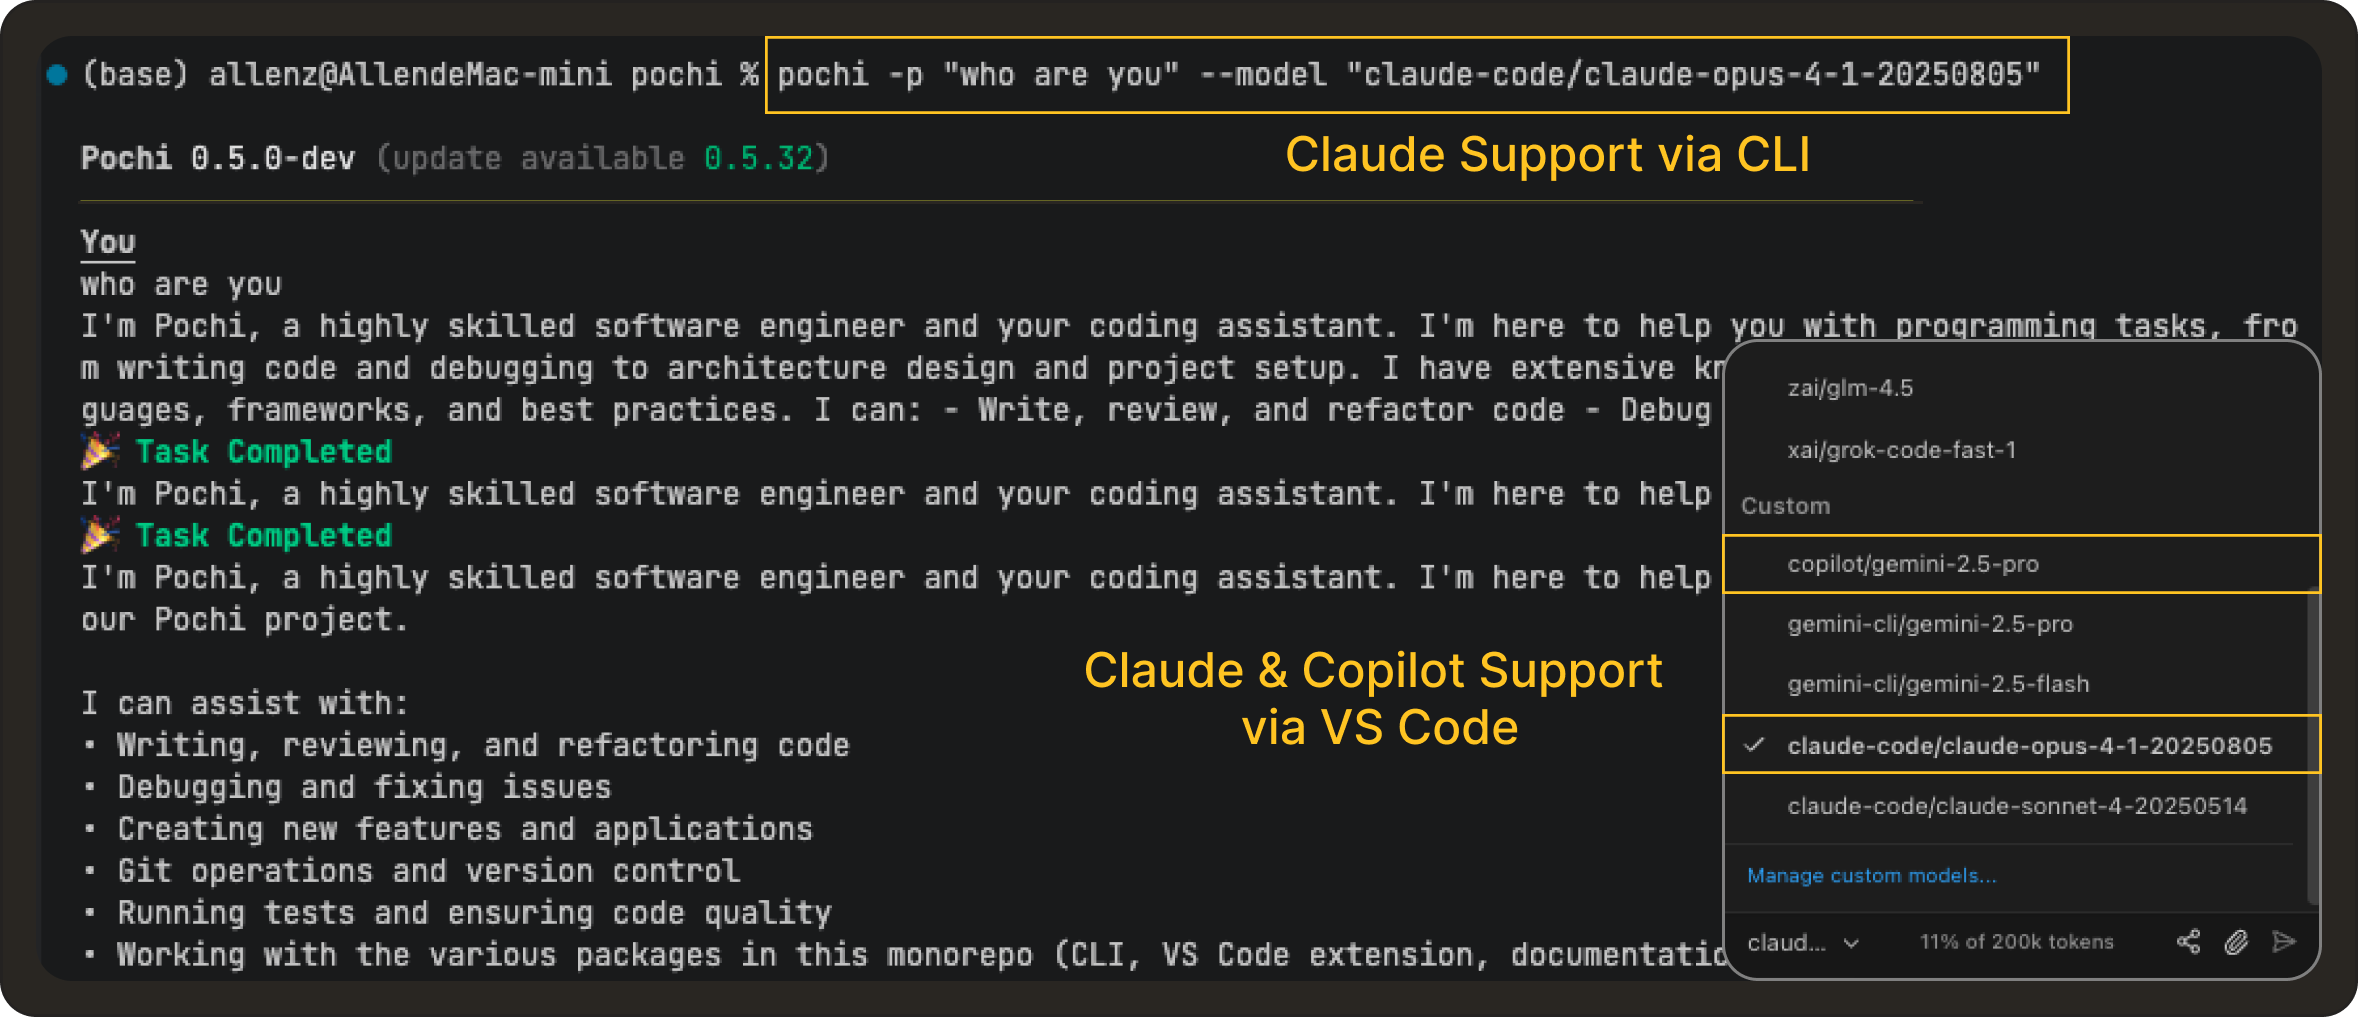 (base) allenz@AllendeMac-mini pochi % pochi -p "who are you" --model "claude-code/claude-opus-4-1-20250805"
Claude Support via CLI
Pochi 0.5.0-dev (update available 0.5.32)
You
who are you
I'm Pochi, a highly skilled software engineer and your coding assistant. I'm here to help you with programming tasks, fro
m writing code and debugging to architecture design and project setup. I have extensive kn
guages, frameworks, and best practices. I can: - Write, review, and refactor code - Debug
🎉 Task Completed
I'm Pochi, a highly skilled software engineer and your coding assistant. I'm here to help
🎉 Task Completed
I'm Pochi, a highly skilled software engineer and your coding assistant. I'm here to help
our Pochi project.
I can assist with:
• Writing, reviewing, and refactoring code
• Debugging and fixing issues
• Creating new features and applications
• Git operations and version control
• Running tests and ensuring code quality
• Working with the various packages in this monorepo (CLI, VS Code extension, documentatio
Claude & Copilot Support
via VS Code
zai/glm-4.5
xai/grok-code-fast-1
Custom
copilot/gemini-2.5-pro
gemini-cli/gemini-2.5-pro
gemini-cli/gemini-2.5-flash
claude-code/claude-opus-4-1-20250805
claude-code/claude-sonnet-4-20250514
Manage custom models...
claud...
11% of 200k tokens